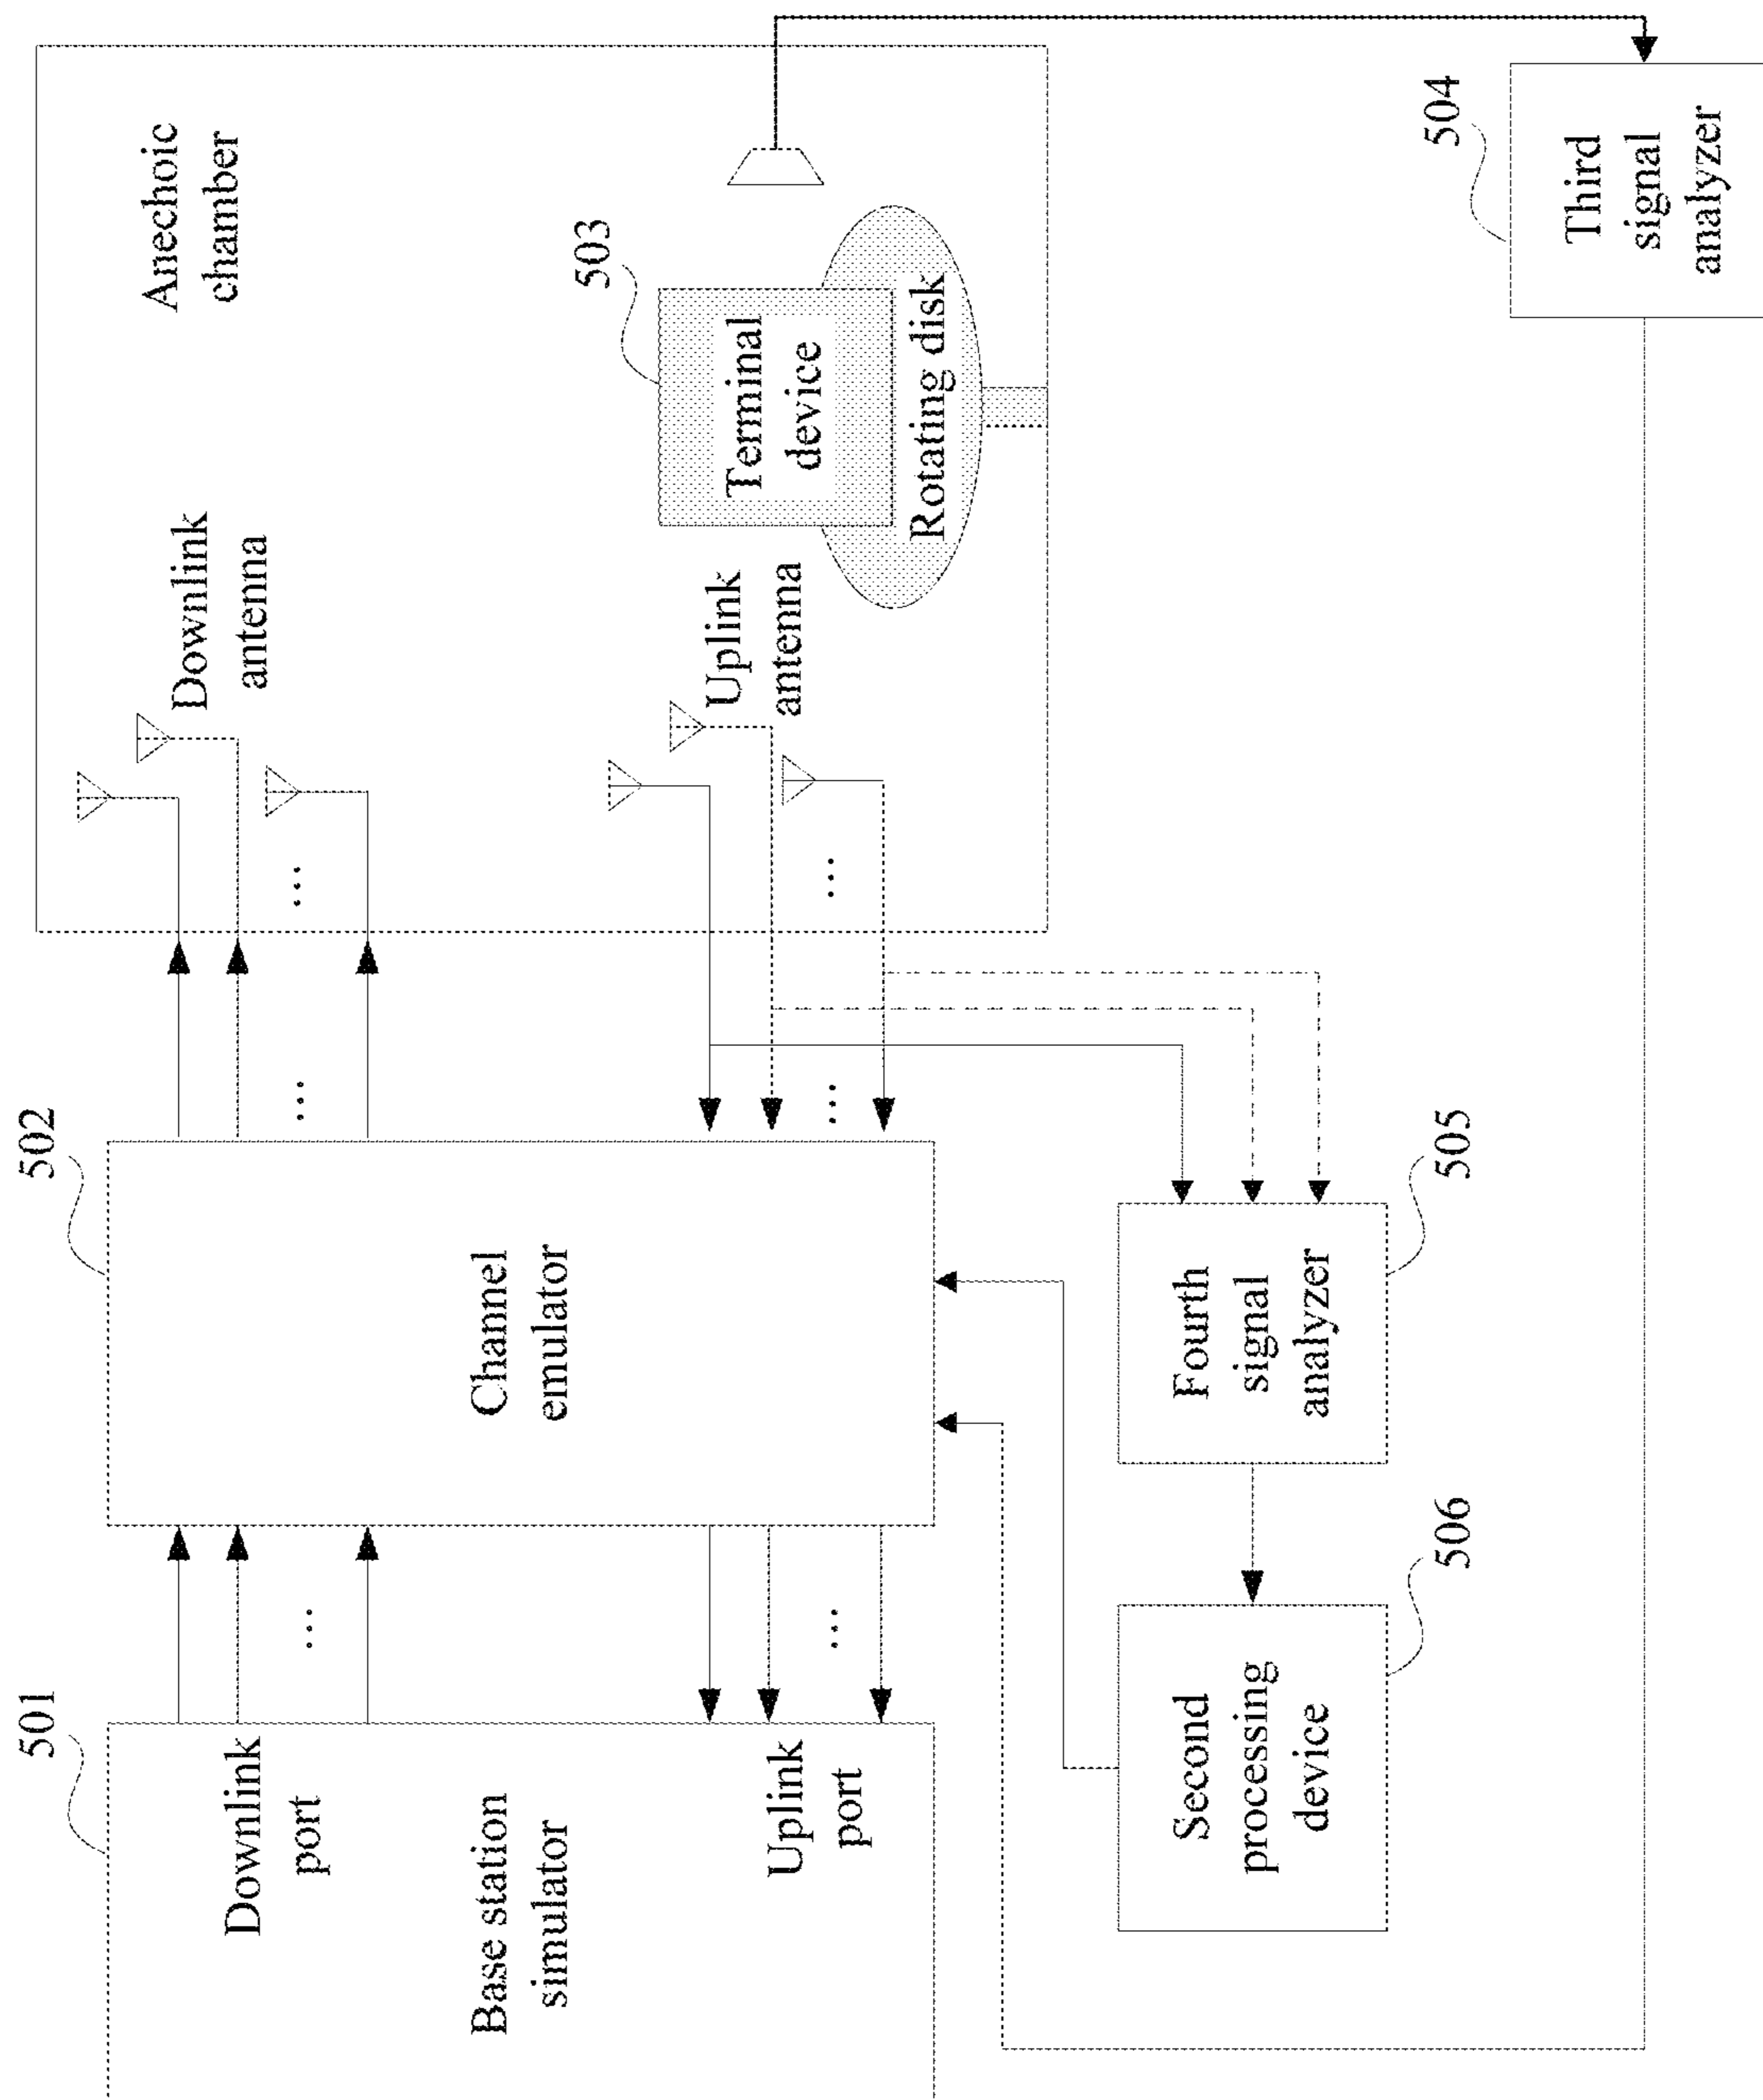 501
Downlink
port
Base station
simulator
Uplink
port
...
...
502
Channel
emulator
...
...
Anechoic
chamber
Downlink
antenna
...
Uplink
antenna
...
503
Terminal
device
Rotating disk
504
Third
signal
analyzer
505
Fourth
signal
analyzer
506
Second
processing
device